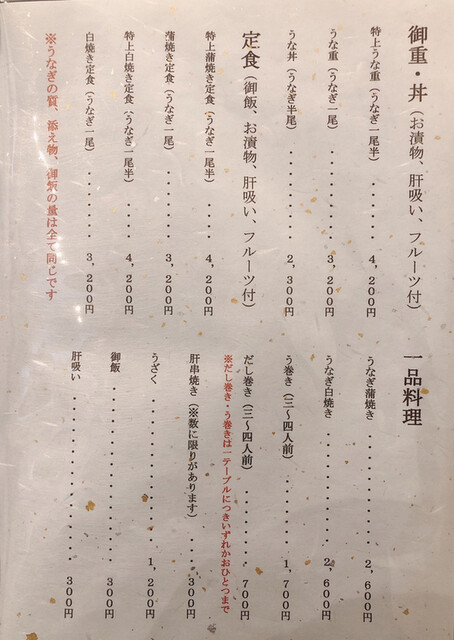 御重・丼(お漬物、肝吸い、フルーツ付)
特上うな重(うなぎ一尾半)・・・・・4,200円
うな重(うなぎ一尾)・・・・・・・3,200円
うな丼(うなぎ半尾)・・・・・・・2,300円
定食(御飯、お漬物、肝吸い、フルーツ付)
特上蒲焼き定食(うなぎ一尾半)・・・・4,200円
蒲焼き定食(うなぎ一尾)・・・・・・3,200円
特上白焼き定食(うなぎ一尾半)・・・・4,200円
白焼き定食(うなぎ一尾)・・・・・・・3,200円
※うなぎの質、添え物、御飯の量は全て同じです
一品料理
うなぎ蒲焼き・・・・・・・・・・2,600円
うなぎ白焼き・・・・・・・・・・2,600円
う巻き(三〜四人前)・・・・・・・1,700円
だし巻き(三〜四人前)・・・・・・・・700円
※だし巻き・う巻きは一テーブルにつきいずれかおひとつまで
肝串焼き(※数に限りがあります)・・・300円
うざく・・・・・・・・・・・・・1,200円
御飯・・・・・・・・・・・・・・・300円
肝吸い・・・・・・・・・・・・・・300円